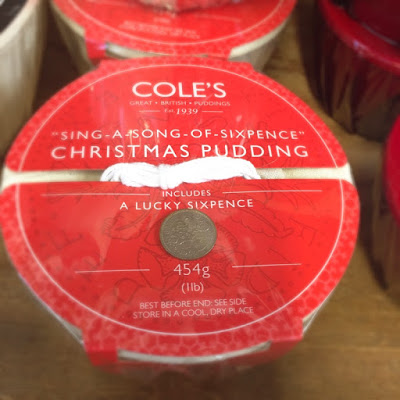 COLE'S
GREAT • BRITISH • PUDDINGS
Est. 1939
"SING-A-SONG-OF-SIXPENCE"
CHRISTMAS PUDDING
INCLUDES
A LUCKY SIXPENCE
454g
(1lb)
BEST BEFORE END: SEE SIDE
STORE IN A COOL, DRY PLACE